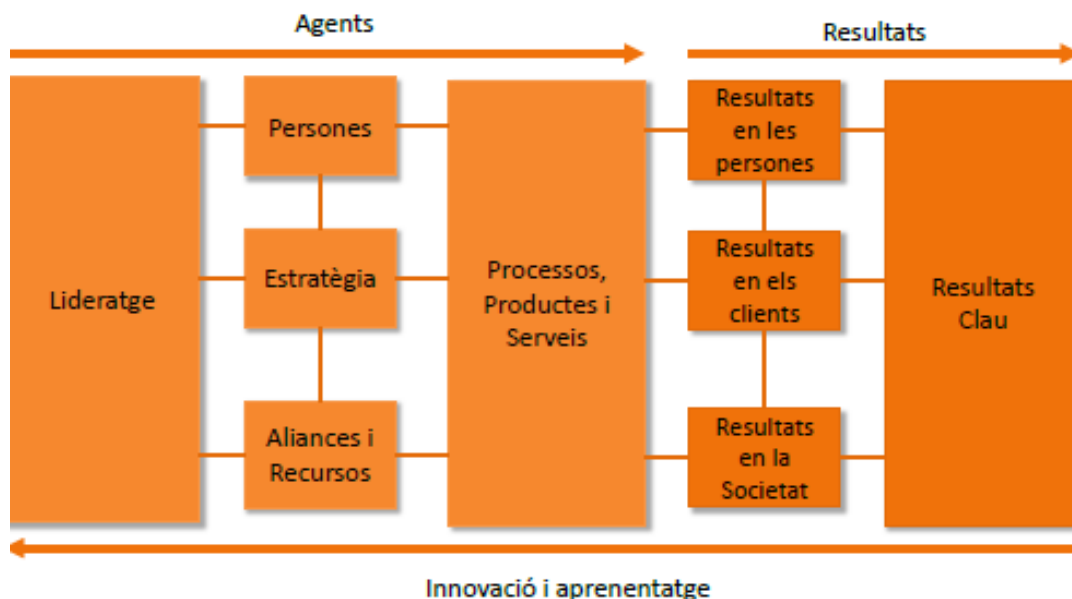 Agents
Resultats
Lideratge
Persones
Estratègia
Aliances i
Recursos
Processos,
Productes i
Serveis
Resultats
en les
persones
Resultats
en els
clients
Resultats
en la
Societat
Resultats
Clau
Innovació i aprenentatge